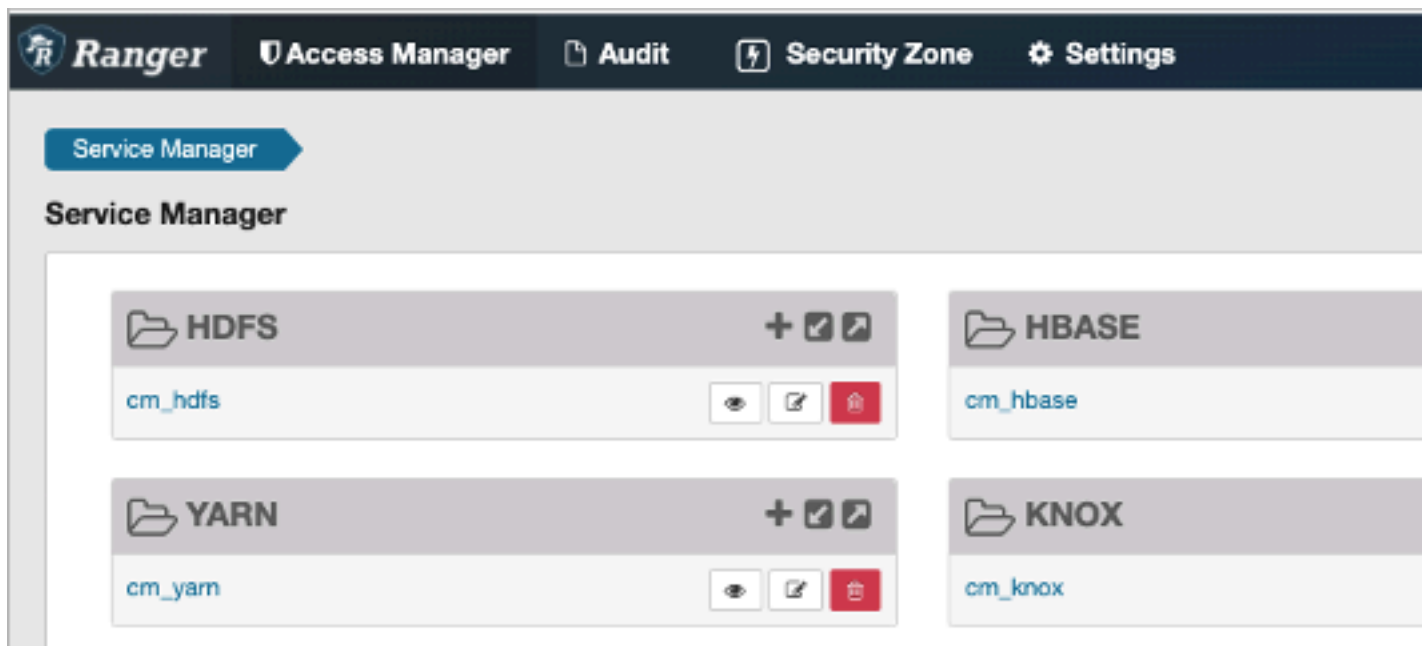 Ranger Access Manager Audit Security Zone Settings
Service Manager
Service Manager
HDFS HBASE
cm_hdfs cm_hbase
YARN KNOX
cm_yarn cm_knox